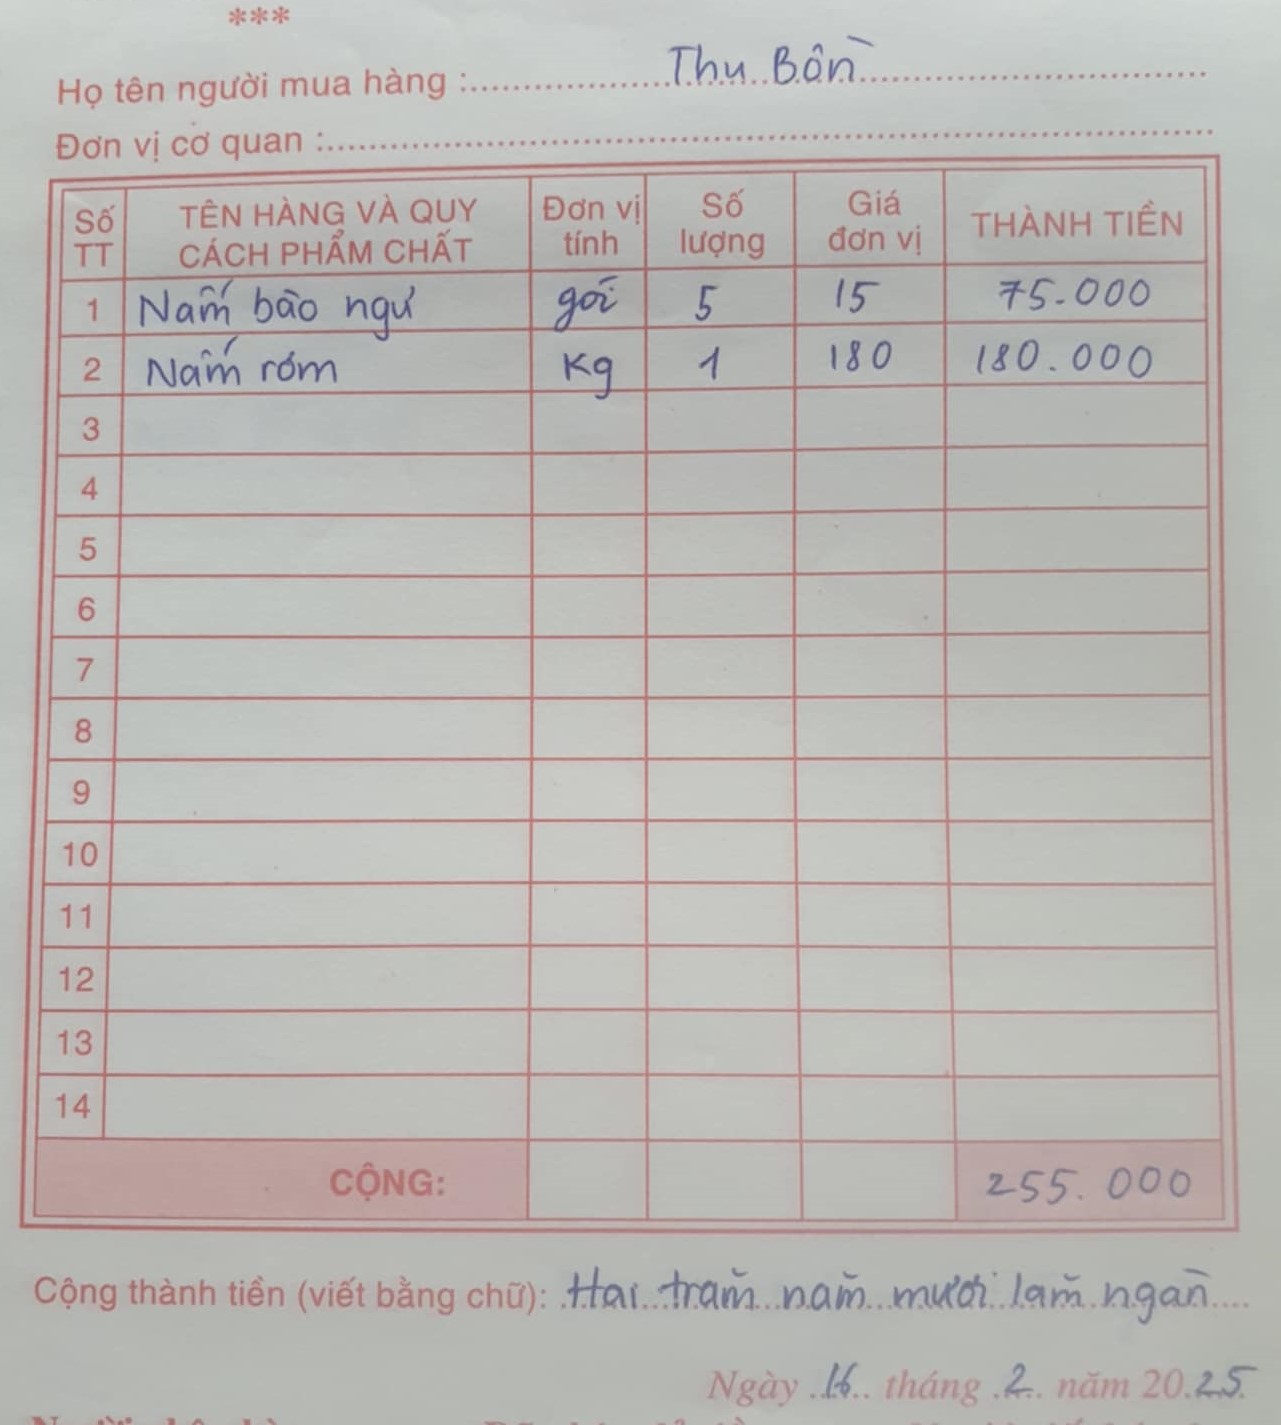 ***
Họ tên người mua hàng : Thu Bồn
Đơn vị cơ quan :
Số TT TÊN HÀNG VÀ QUY CÁCH PHẨM CHẤT Đơn vị tính Số lượng Giá đơn vị THÀNH TIỀN
1 Nấm bào ngư gói 5 15 75.000
2 Nấm rơm Kg 1 180 180.000
3
4
5
6
7
8
9
10
11
12
13
14
CỘNG: 255.000
Cộng thành tiền (viết bằng chữ): Hai trăm năm mươi lăm ngàn
Ngày 16 tháng 2 năm 2025